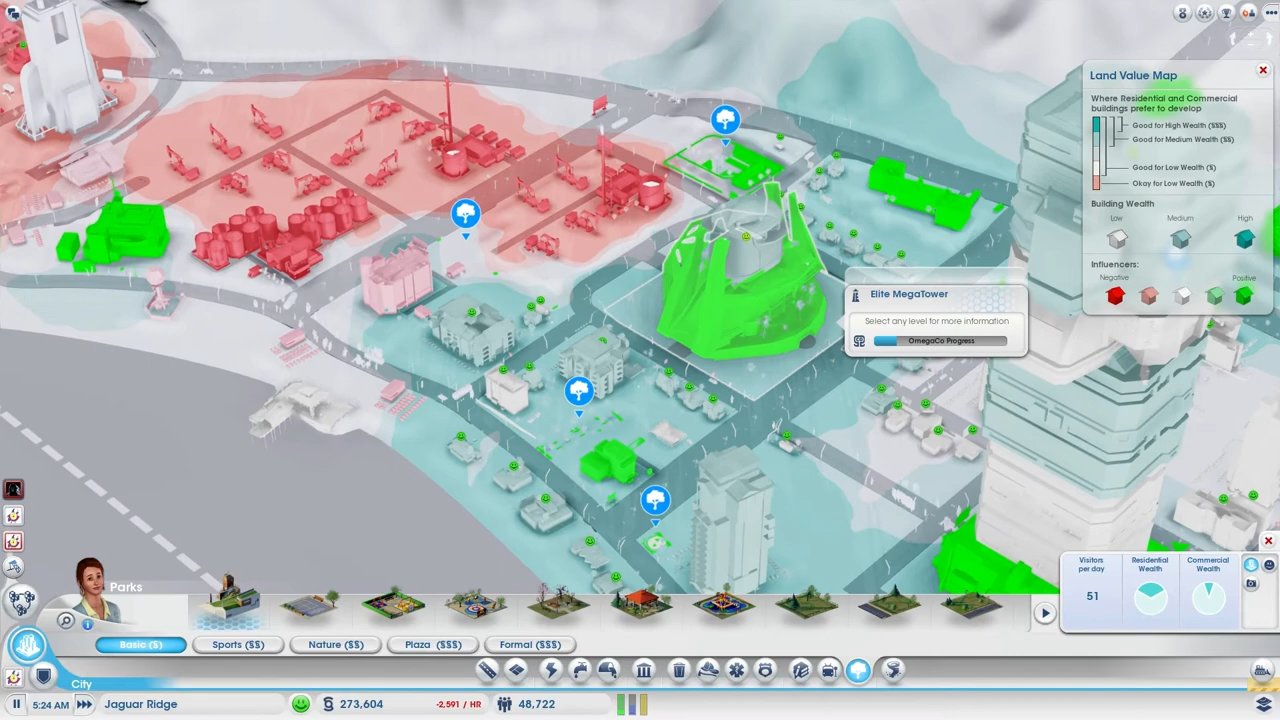 Land Value Map
Where Residential and Commercial
buildings prefer to develop
Good for High Wealth ($$$)
Good for Medium Wealth ($$)
Good for Low Wealth ($)
Okay for Low Wealth ($)
Building Wealth
Low
Medium
High
Influencers:
Negative
Positive
Elite MegaTower
Select any level for more information
OmegaCo Progress
Visitors
per day
Residential
Wealth
Commercial
Wealth
51
Parks
Basic ($)
Sports ($$)
Nature ($$)
Plaza ($$$)
Formal ($$$)
City
5:24 AM
Jaguar Ridge
273,604
-2,591 / HR
48,722